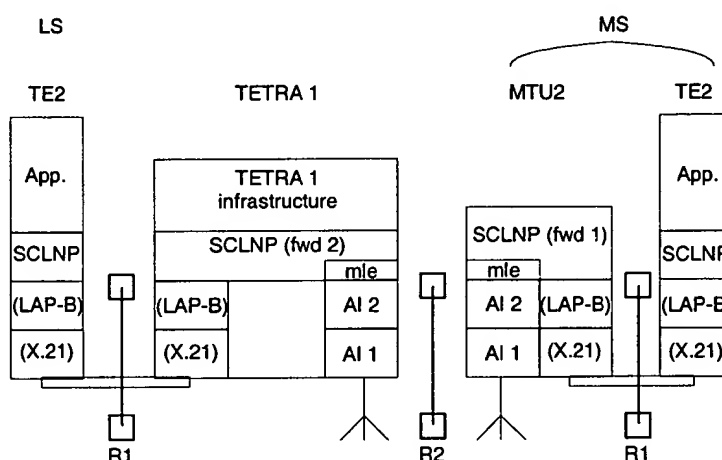 LS
MS
TE2
TETRA 1
MTU2
TE2
App.
TETRA 1
infrastructure
App.
SCLNP
SCLNP (fwd 2)
SCLNP (fwd 1)
SCLNP
mle
mle
(LAP-B)
(LAP-B)
AI 2
AI 2
(LAP-B)
(LAP-B)
(X.21)
(X.21)
AI 1
AI 1
(X.21)
(X.21)
R1
R2
R1